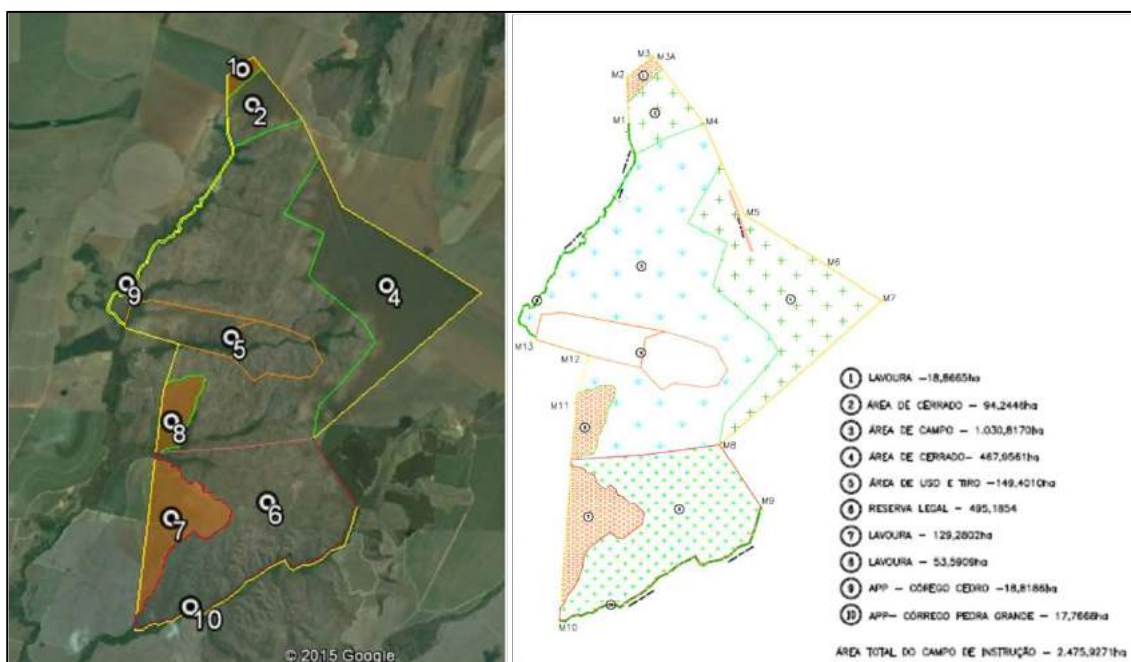 1
2
4
9
5
8
6
7
10
© 2015 Google
M3
M3A
M2
M1
M4
M5
M6
M7
M13
M12
M11
M8
M9
M10
1 LAVOURA -18,8665ha
2 ÁREA DE CERRADO - 94,2446ha
3 ÁREA DE CAMPO - 1.030,8170ha
4 ÁREA DE CERRADO- 467,9561ha
5 ÁREA DE USO E TIRO -149,4010ha
6 RESERVA LEGAL - 495,1854
7 LAVOURA - 129,2802ha
8 LAVOURA - 53,5909ha
9 APP - CÓREGO CEDRO -18,8186ha
10 APP- CÓRREGO PEDRA GRANDE - 17,7668ha
ÁREA TOTAL DO CAMPO DE INSTRUÇÃO - 2.475,9271ha